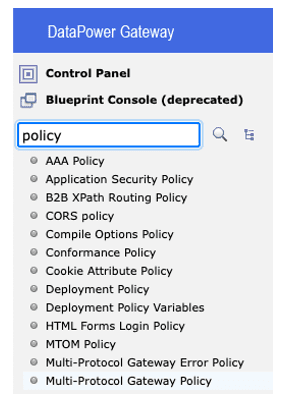 DataPower Gateway
Control Panel
Blueprint Console (deprecated)
policy
AAA Policy
Application Security Policy
B2B XPath Routing Policy
CORS policy
Compile Options Policy
Conformance Policy
Cookie Attribute Policy
Deployment Policy
Deployment Policy Variables
HTML Forms Login Policy
MTOM Policy
Multi-Protocol Gateway Error Policy
Multi-Protocol Gateway Policy